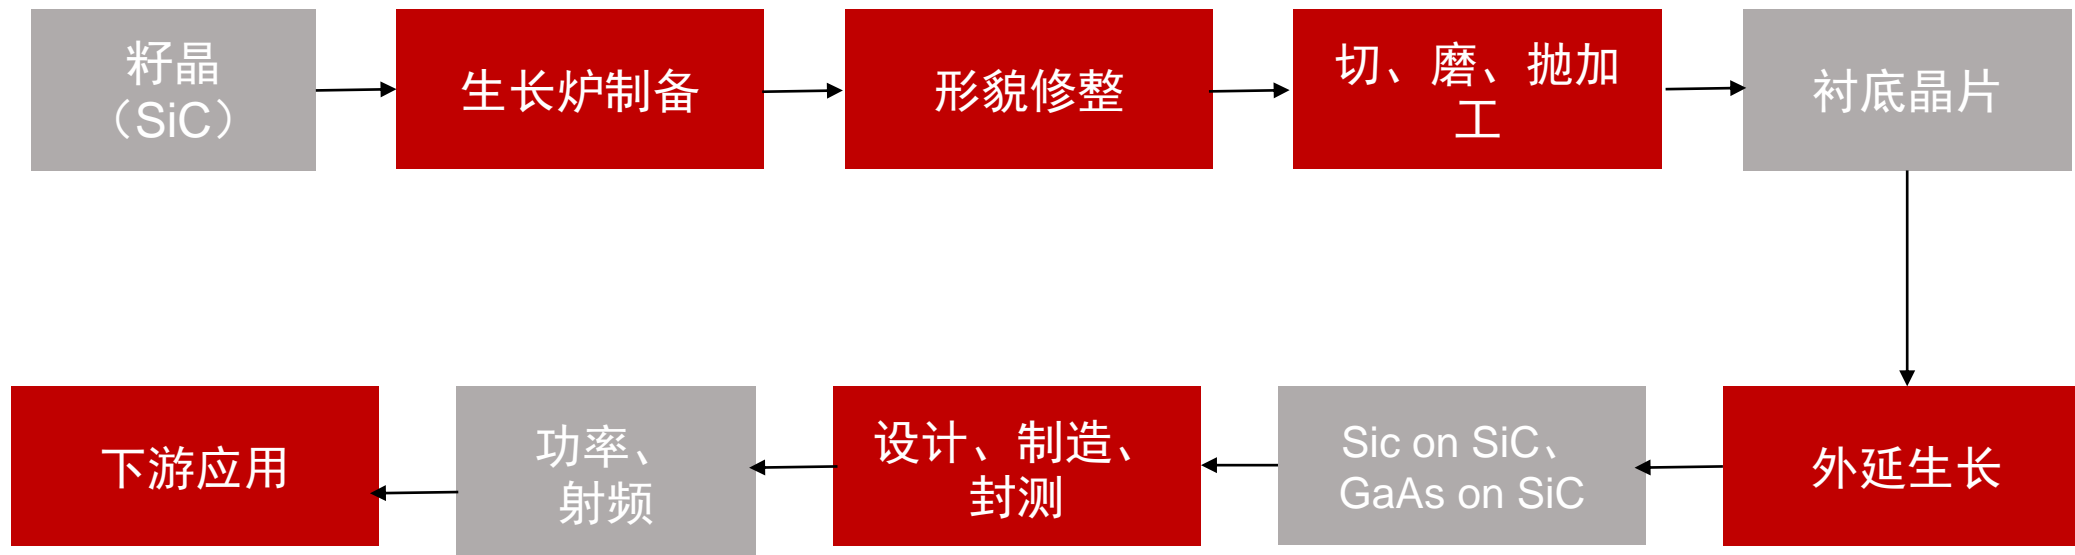 籽晶
（SiC）
生长炉制备
形貌修整
切、磨、抛加
工
衬底晶片
下游应用
功率、
射频
设计、制造、
封测
Sic on SiC、
GaAs on SiC
外延生长